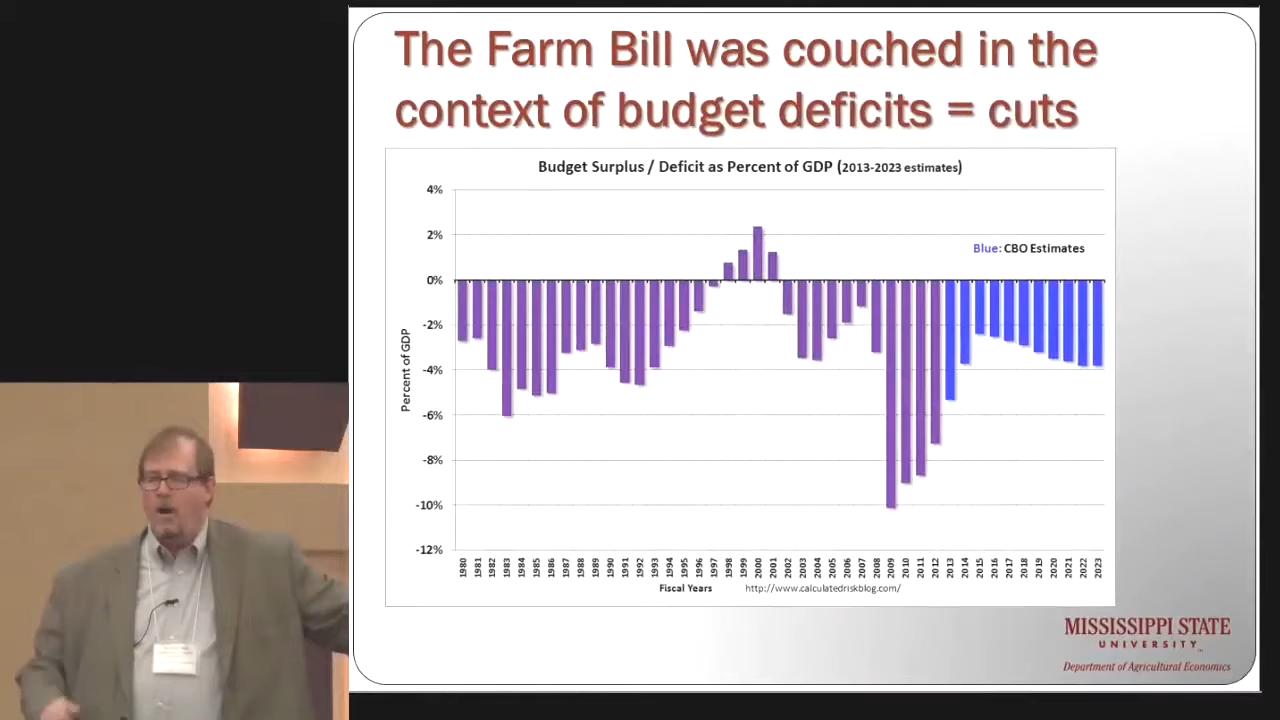 The Farm Bill was couched in the
context of budget deficits = cuts
Budget Surplus / Deficit as Percent of GDP (2013-2023 estimates)
4%
2%
0%
-2%
-4%
-6%
-8%
-10%
-12%
Percent of GDP
Blue: CBO Estimates
1980 1981 1982 1983 1984 1985 1986 1987 1988 1989 1990 1991 1992 1993 1994 1995 1996 1997 1998 1999 2000 2001 2002 2003 2004 2005 2006 2007 2008 2009 2010 2011 2012 2013 2014 2015 2016 2017 2018 2019 2020 2021 2022 2023
Fiscal Years http://www.calculatedriskblog.com/
MISSISSIPPI STATE
UNIVERSITY™
Department of Agricultural Economics